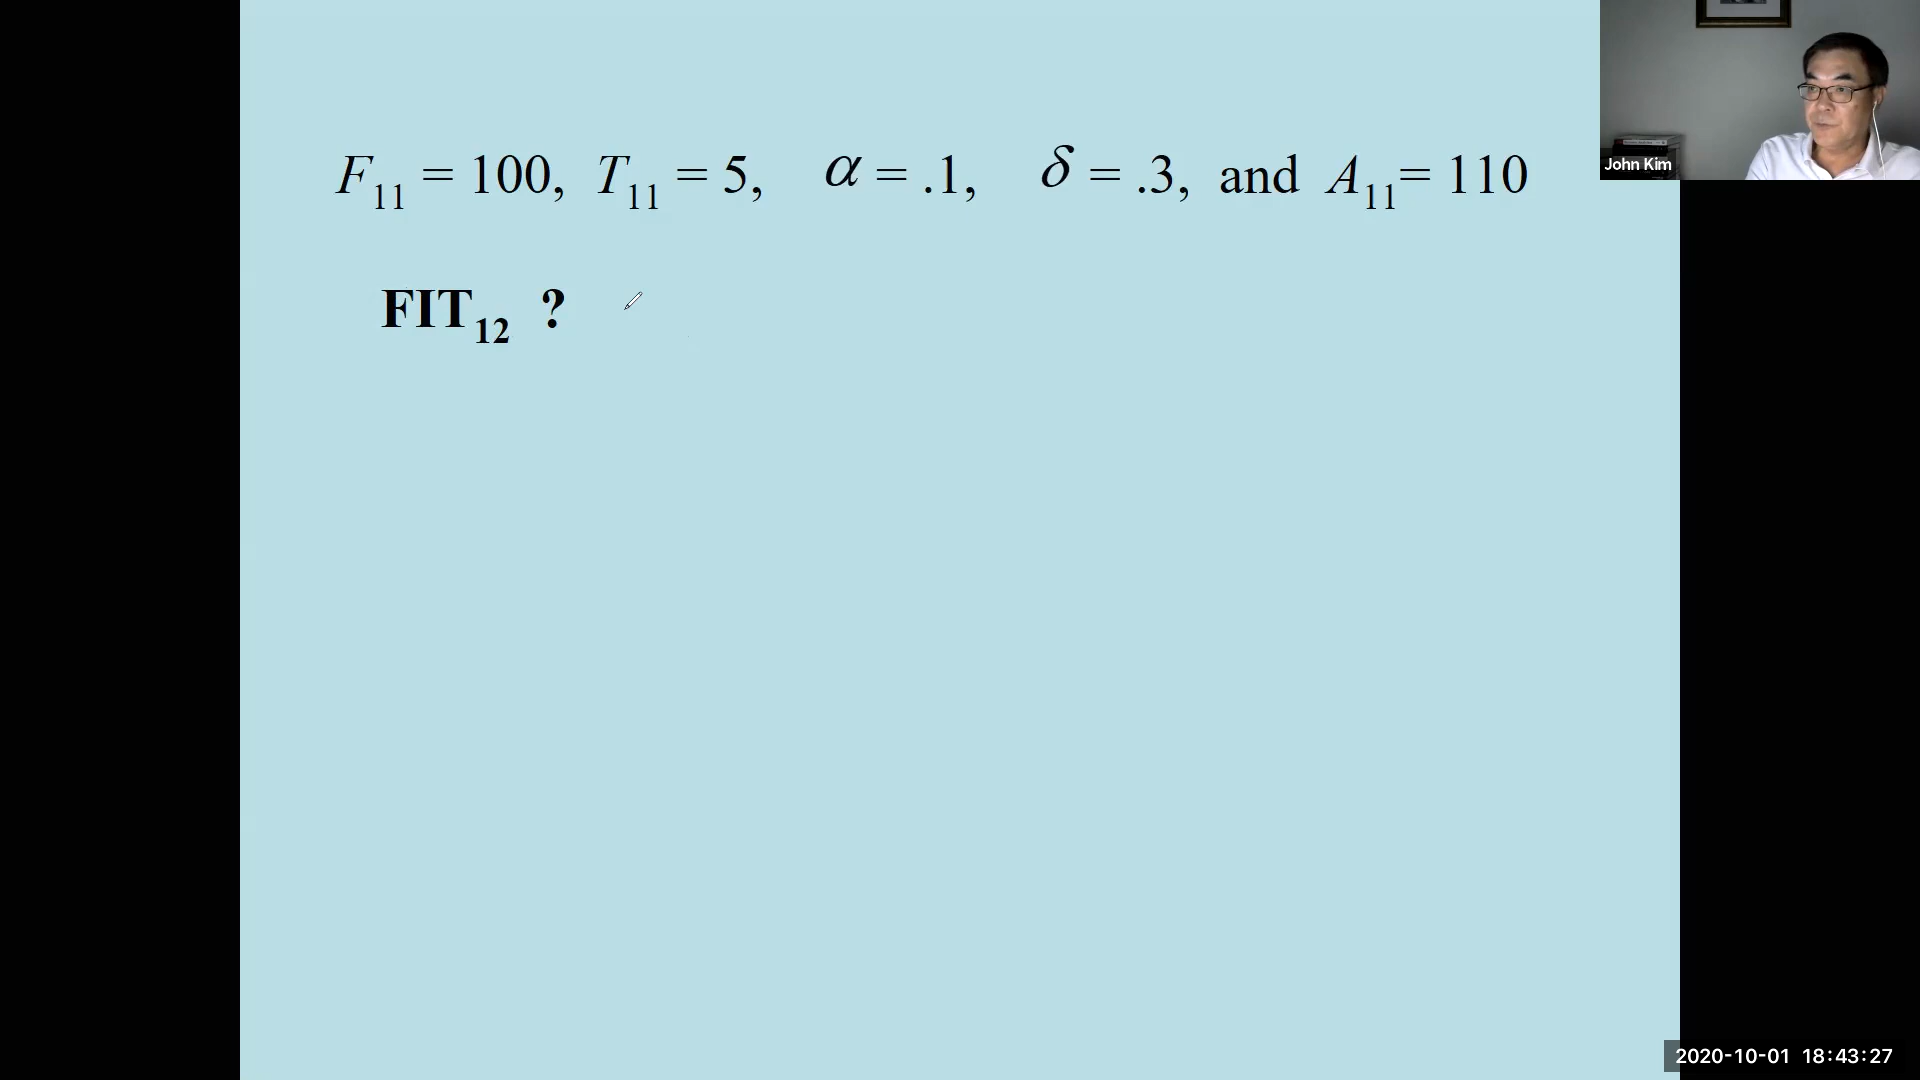 F₁₁ = 100, T₁₁ = 5, α = .1, δ = .3, and A₁₁= 110
FIT₁₂ ?
John Kim
2020-10-01 18:43:27